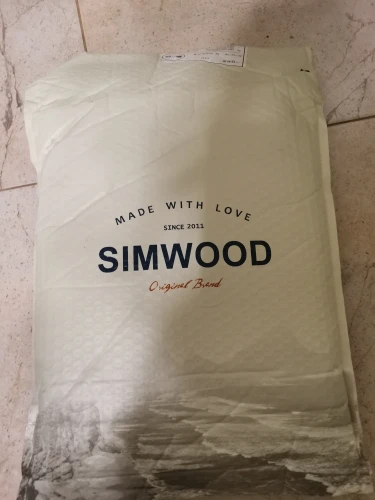 MADE WITH LOVE
SINCE 2011
SIMWOOD
Original Brand